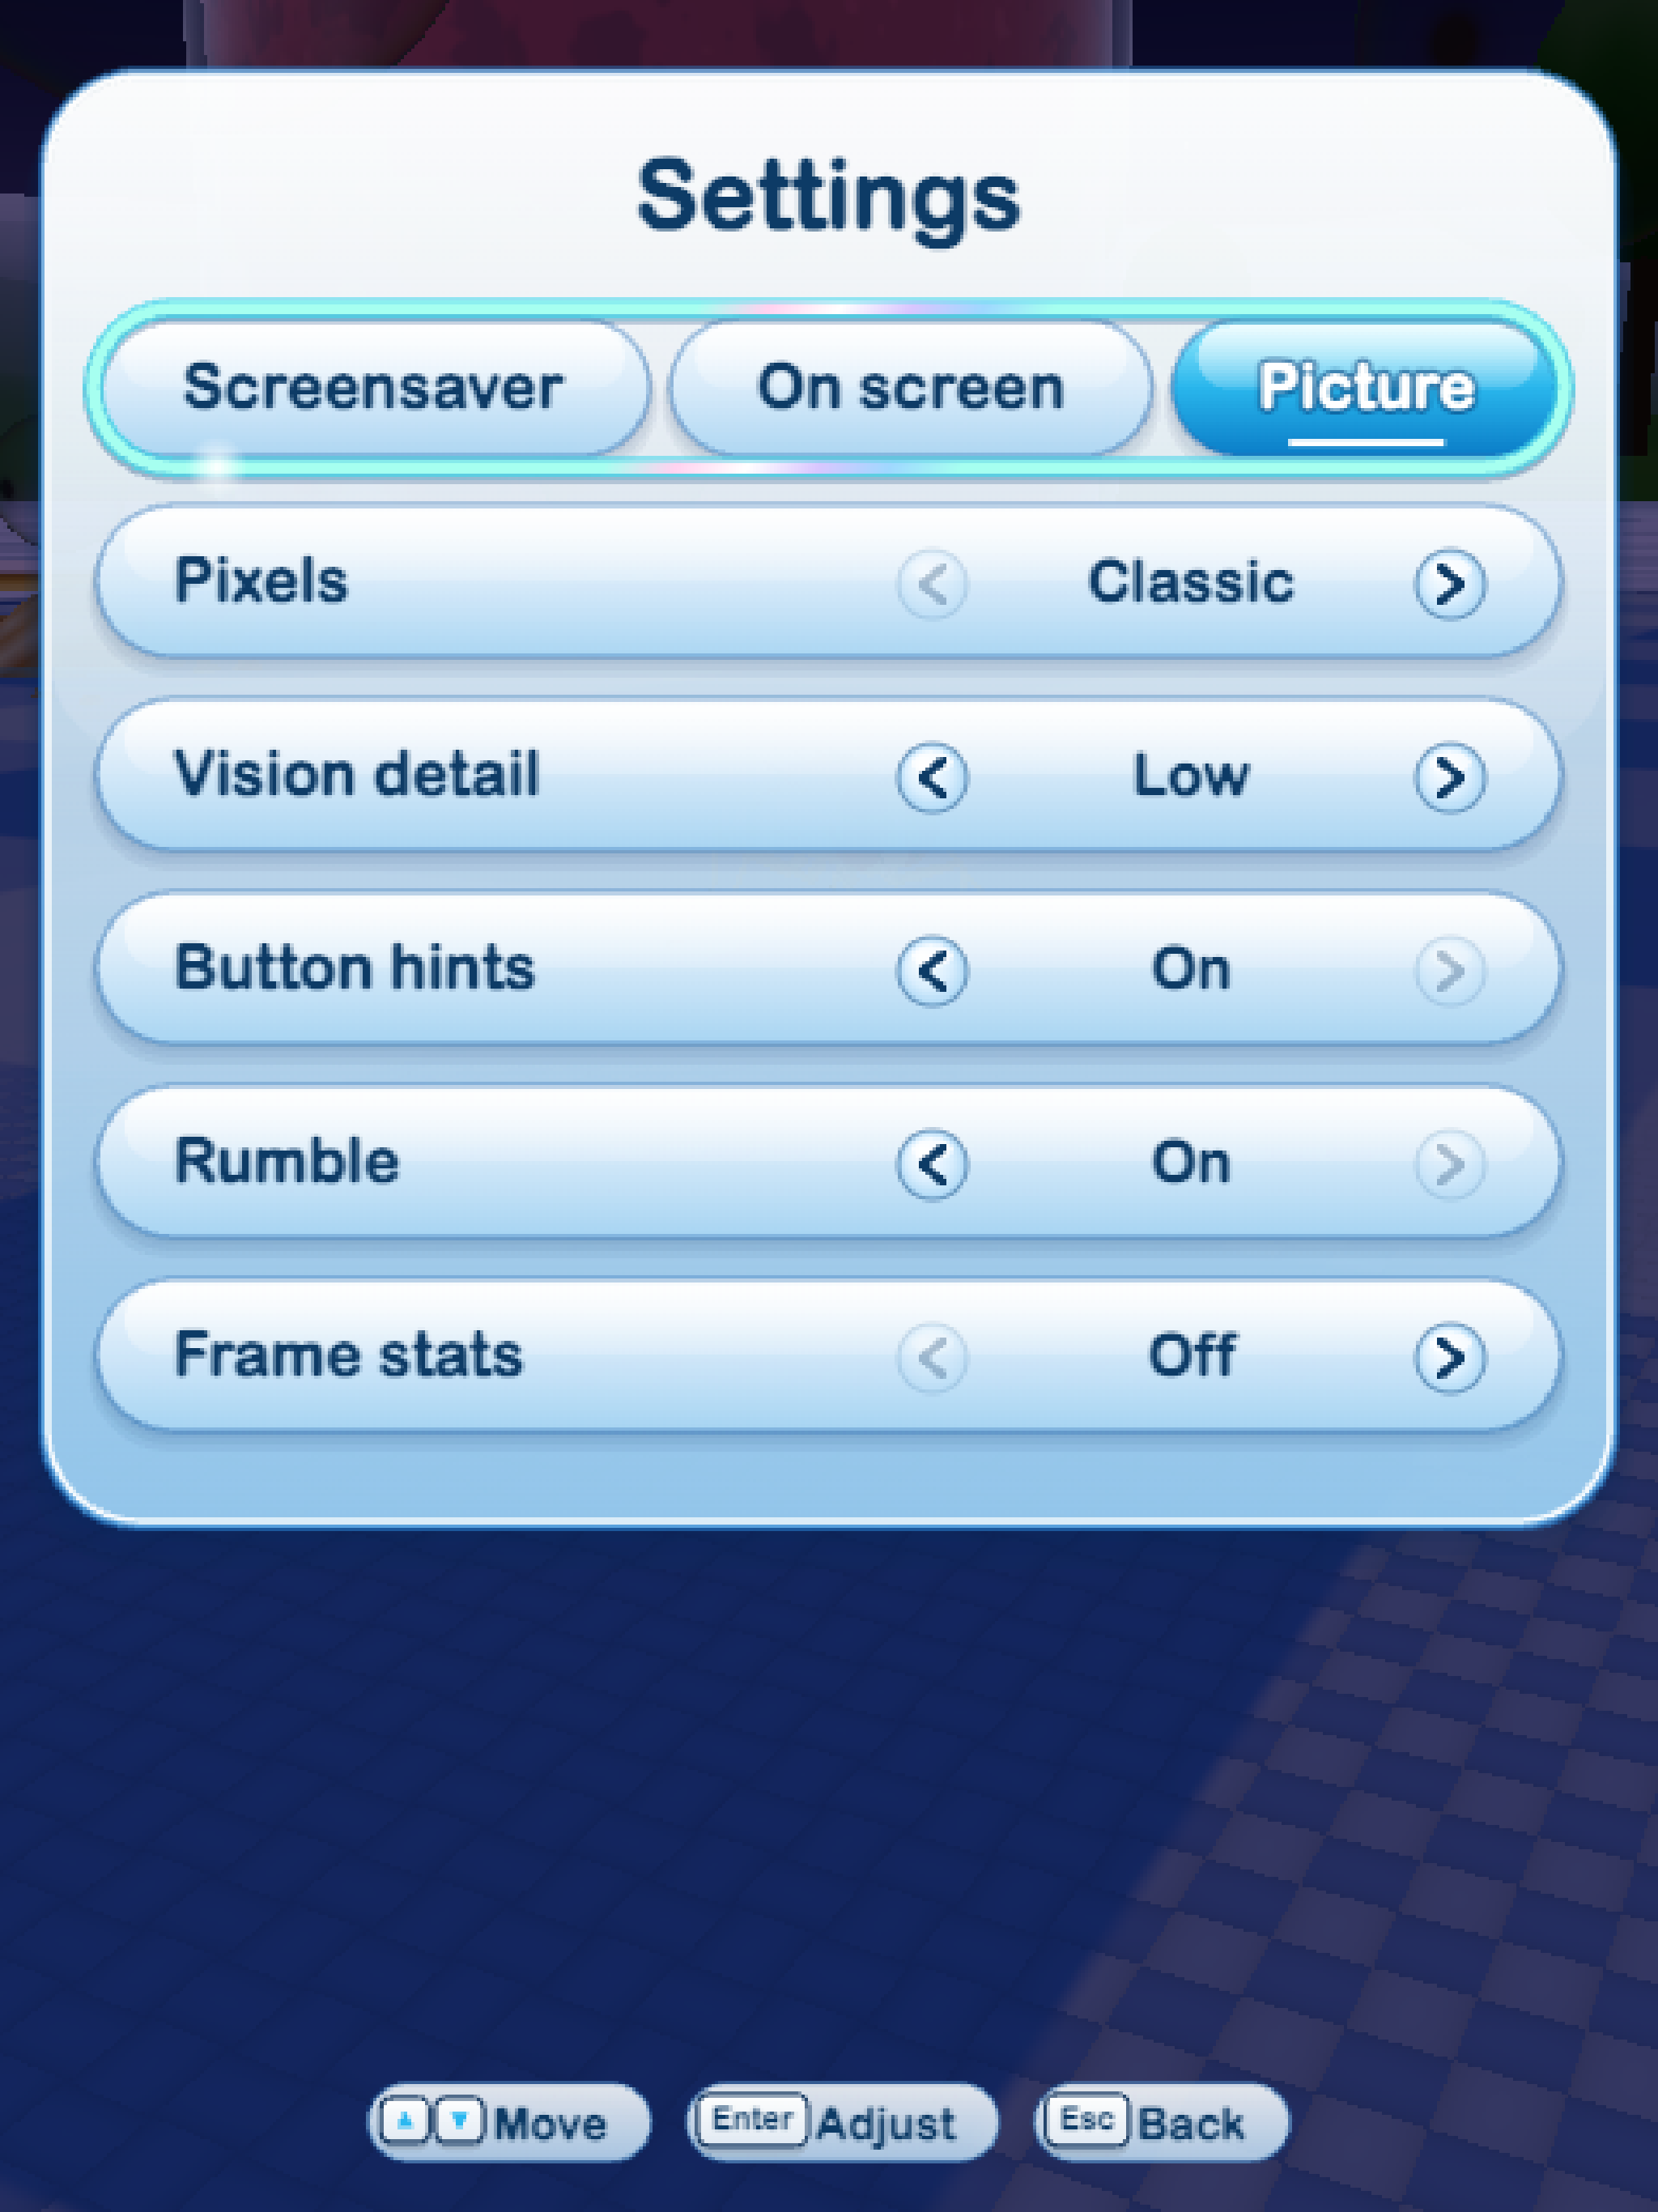 Settings
Screensaver On screen Picture
Pixels < Classic >
Vision detail < Low >
Button hints < On >
Rumble < On >
Frame stats < Off >
▲ ▼ Move Enter Adjust Esc Back